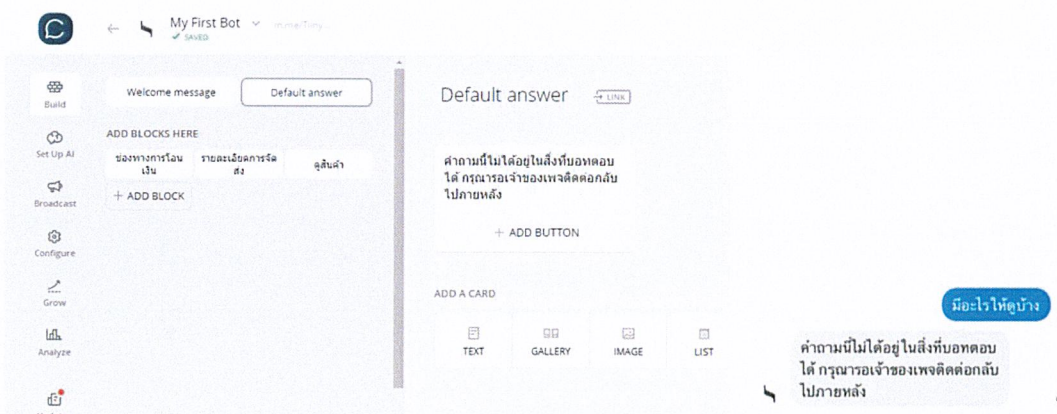 My First Bot
SAVED
Build
Set Up AI
Broadcast
Configure
Grow
Analyze
Welcome message
Default answer
ADD BLOCKS HERE
ช่องทางการโอน
เงิน
รายละเอียดการจัด
ส่ง
ดูสินค้า
+ ADD BLOCK
Default answer
LINK
คำถามนี้ไม่ได้อยู่ในสิ่งที่บอทตอบ
ได้ กรุณารอเจ้าของเพจติดต่อกลับ
ไปภายหลัง
+ ADD BUTTON
ADD A CARD
TEXT
GALLERY
IMAGE
LIST
มีอะไรให้ดูบ้าง
คำถามนี้ไม่ได้อยู่ในสิ่งที่บอทตอบ
ได้ กรุณารอเจ้าของเพจติดต่อกลับ
ไปภายหลัง